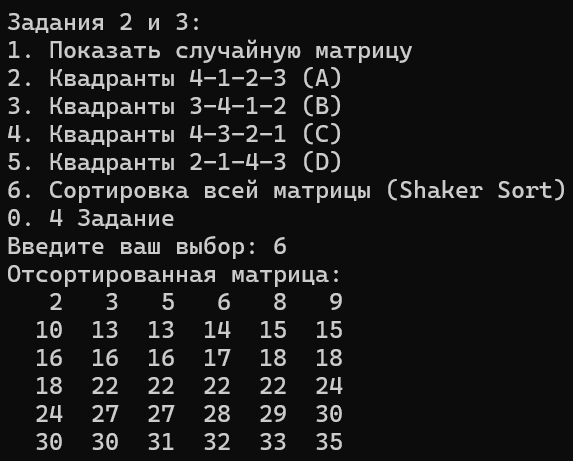 Задания 2 и 3:
1. Показать случайную матрицу
2. Квадранты 4-1-2-3 (A)
3. Квадранты 3-4-1-2 (B)
4. Квадранты 4-3-2-1 (C)
5. Квадранты 2-1-4-3 (D)
6. Сортировка всей матрицы (Shaker Sort)
0. 4 Задание
Введите ваш выбор: 6
Отсортированная матрица:
2 3 5 6 8 9
10 13 13 14 15 15
16 16 16 17 18 18
18 22 22 22 22 24
24 27 27 28 29 30
30 30 31 32 33 35